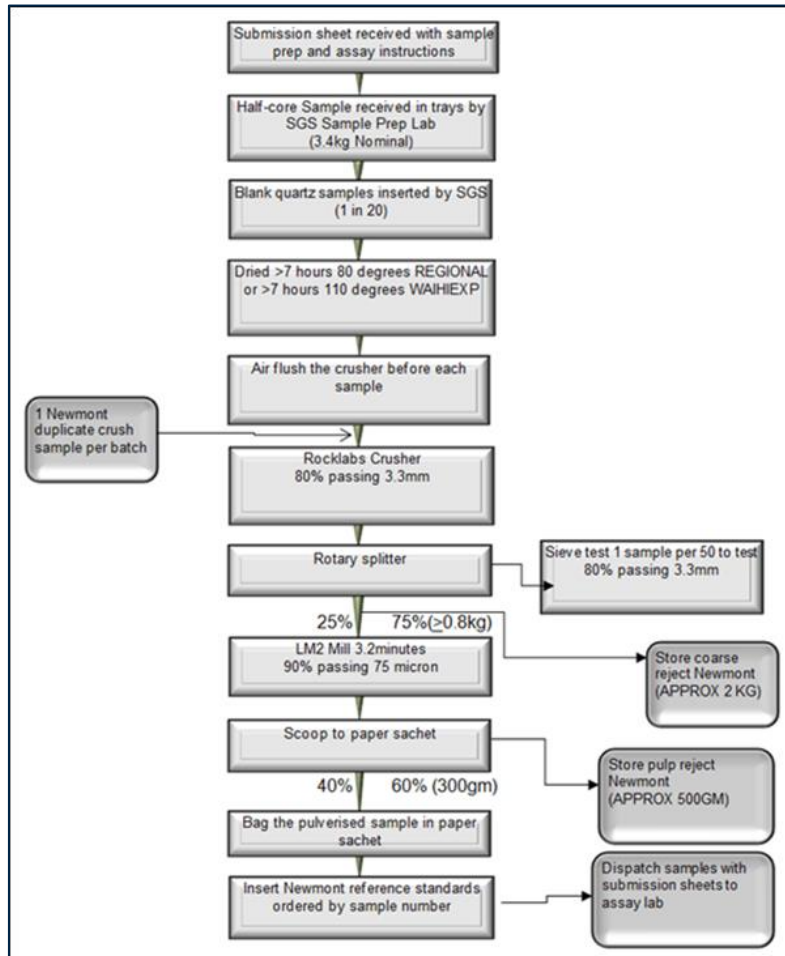 Submission sheet received with sample
prep and assay instructions
Half-core Sample received in trays by
SGS Sample Prep Lab
(3.4kg Nominal)
Blank quartz samples inserted by SGS
(1 in 20)
Dried >7 hours 80 degrees REGIONAL
or >7 hours 110 degrees WAIHIEXP
Air flush the crusher before each
sample
1 Newmont
duplicate crush
sample per batch
Rocklabs Crusher
80% passing 3.3mm
Rotary splitter
Sieve test 1 sample per 50 to test
80% passing 3.3mm
25% 75%(≥0.8kg)
LM2 Mill 3.2minutes
90% passing 75 micron
Store coarse
reject Newmont
(APPROX 2 KG)
Scoop to paper sachet
Store pulp reject
Newmont
(APPROX 500GM)
40% 60% (300gm)
Bag the pulverised sample in paper
sachet
Insert Newmont reference standards
ordered by sample number
Dispatch samples with
submission sheets to
assay lab